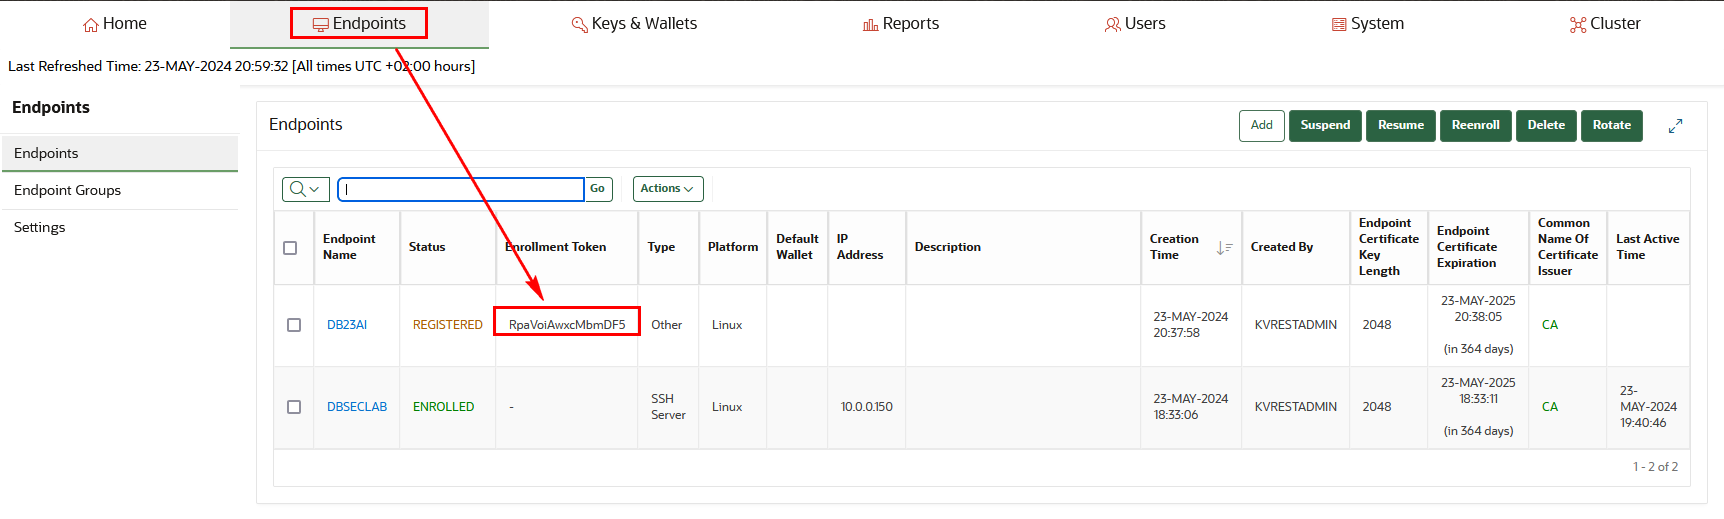 Home Endpoints Keys & Wallets Reports Users System Cluster
Last Refreshed Time: 23-MAY-2024 20:59:32 [All times UTC +02:00 hours]
Endpoints
Endpoints
Endpoint Groups
Settings
Endpoints
Add Suspend Resume Reenroll Delete Rotate
Go Actions
Endpoint Name
Status
Enrollment Token
Type
Platform
Default Wallet
IP Address
Description
Creation Time
Created By
Endpoint Certificate Key Length
Endpoint Certificate Expiration
Common Name Of Certificate Issuer
Last Active Time
DB23AI REGISTERED RpaVoiAwxcMbmDF5 Other Linux 23-MAY-2024 20:37:58 KVRESTADMIN 2048 23-MAY-2025 20:38:05 (in 364 days) CA
DBSECLAB ENROLLED - SSH Server Linux 10.0.0.150 23-MAY-2024 18:33:06 KVRESTADMIN 2048 23-MAY-2025 18:33:11 (in 364 days) CA 23-MAY-2024 19:40:46
1 - 2 of 2